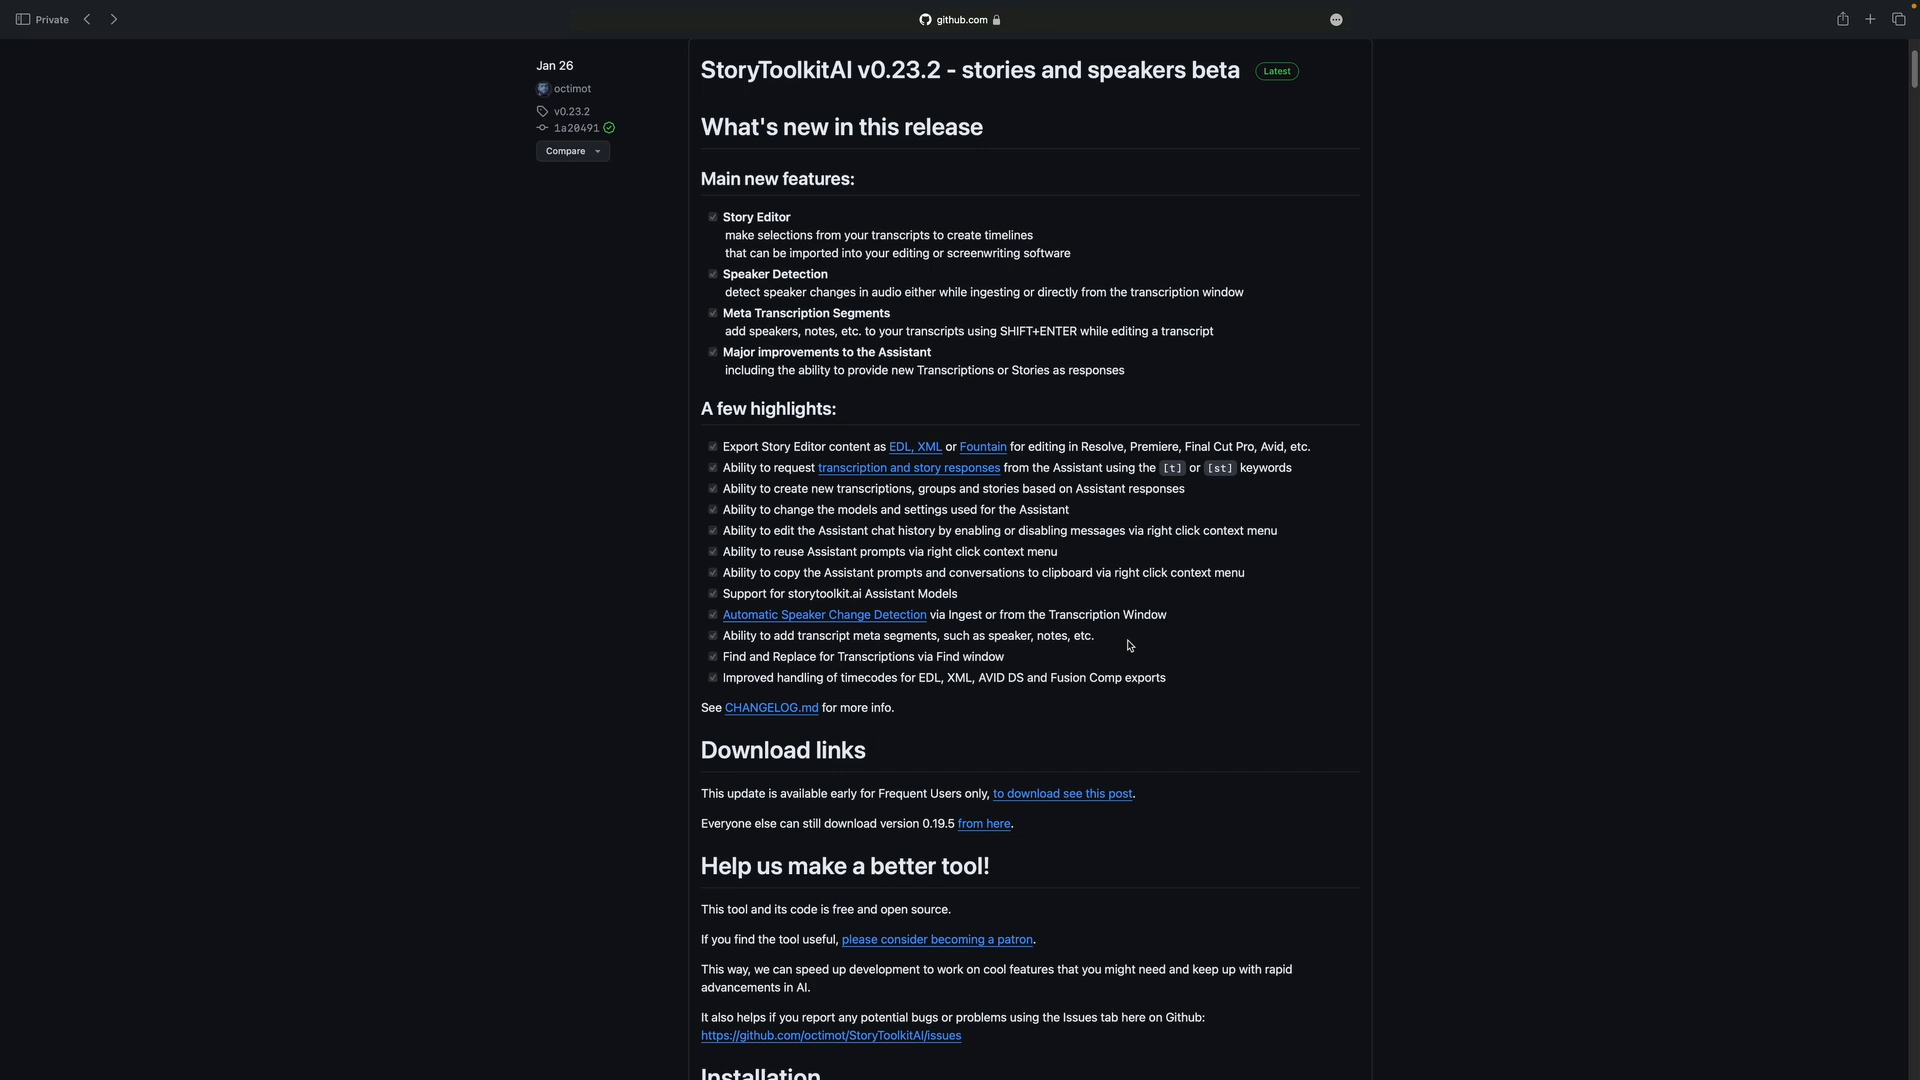 Private
github.com
Jan 26
octimot
v0.23.2
1a20491
Compare
StoryToolkitAI v0.23.2 - stories and speakers beta Latest
What's new in this release
Main new features:
Story Editor
make selections from your transcripts to create timelines
that can be imported into your editing or screenwriting software
Speaker Detection
detect speaker changes in audio either while ingesting or directly from the transcription window
Meta Transcription Segments
add speakers, notes, etc. to your transcripts using SHIFT+ENTER while editing a transcript
Major improvements to the Assistant
including the ability to provide new Transcriptions or Stories as responses
A few highlights:
Export Story Editor content as EDL, XML or Fountain for editing in Resolve, Premiere, Final Cut Pro, Avid, etc.
Ability to request transcription and story responses from the Assistant using the [t] or [st] keywords
Ability to create new transcriptions, groups and stories based on Assistant responses
Ability to change the models and settings used for the Assistant
Ability to edit the Assistant chat history by enabling or disabling messages via right click context menu
Ability to reuse Assistant prompts via right click context menu
Ability to copy the Assistant prompts and conversations to clipboard via right click context menu
Support for storytoolkit.ai Assistant Models
Automatic Speaker Change Detection via Ingest or from the Transcription Window
Ability to add transcript meta segments, such as speaker, notes, etc.
Find and Replace for Transcriptions via Find window
Improved handling of timecodes for EDL, XML, AVID DS and Fusion Comp exports
See CHANGELOG.md for more info.
Download links
This update is available early for Frequent Users only, to download see this post.
Everyone else can still download version 0.19.5 from here.
Help us make a better tool!
This tool and its code is free and open source.
If you find the tool useful, please consider becoming a patron.
This way, we can speed up development to work on cool features that you might need and keep up with rapid
advancements in AI.
It also helps if you report any potential bugs or problems using the Issues tab here on Github:
https://github.com/octimot/StoryToolkitAI/issues
Installation